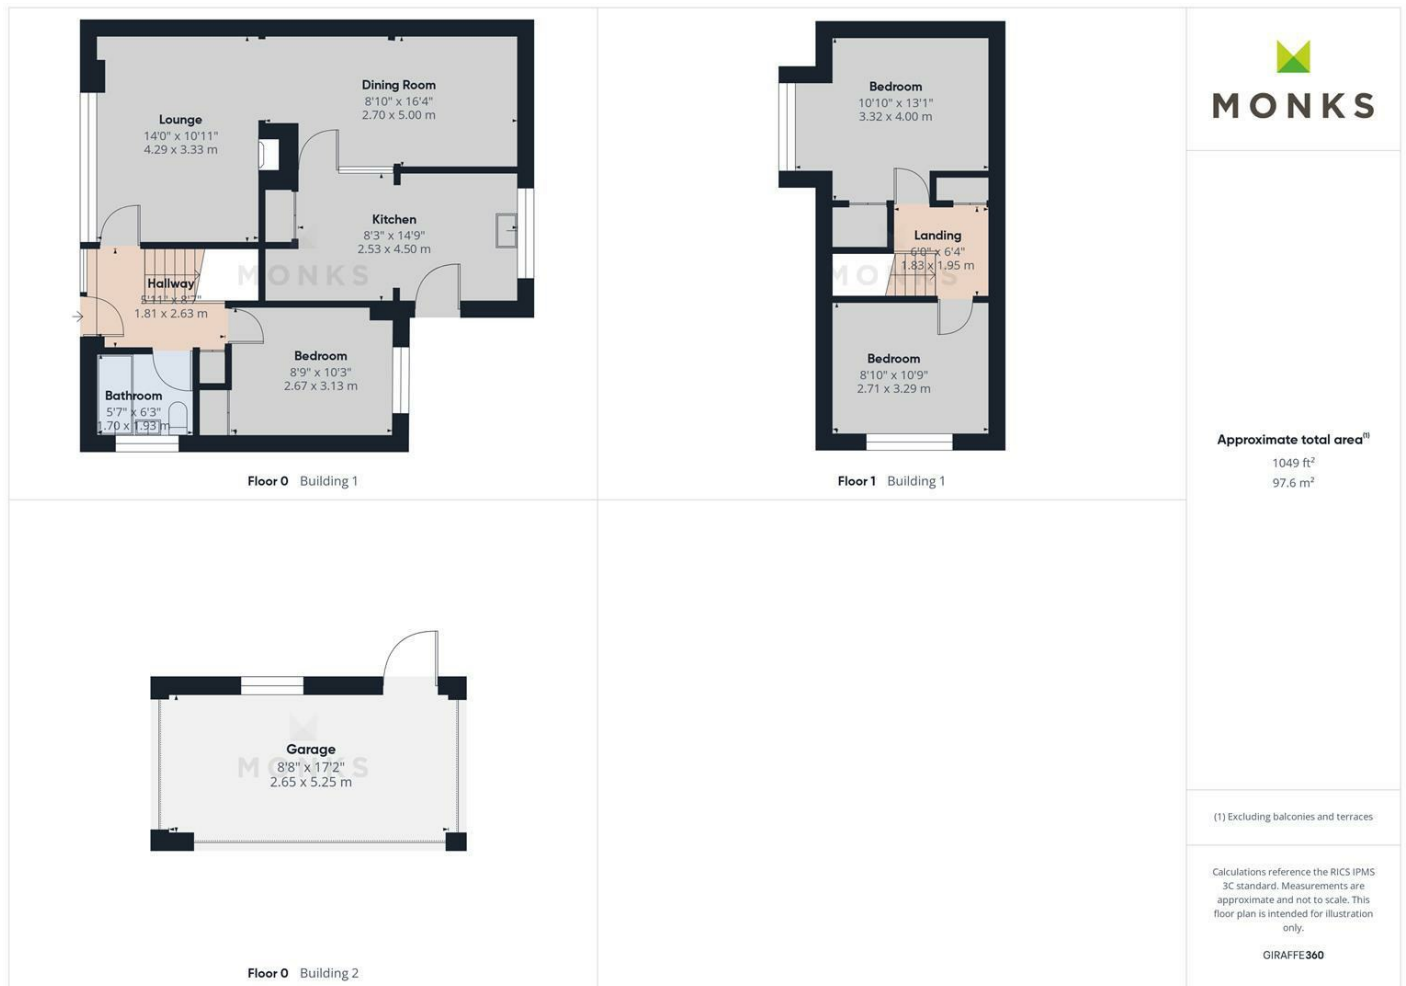 Lounge
14'0" x 10'11"
4.29 x 3.33 m
Dining Room
8'10" x 16'4"
2.70 x 5.00 m
Kitchen
8'3" x 14'9"
2.53 x 4.50 m
MONKS
Hallway
5'11" x 8'7"
1.81 x 2.63 m
Bedroom
8'9" x 10'3"
2.67 x 3.13 m
Bathroom
5'7" x 6'3"
1.70 x 1.93 m
Floor 0 Building 1
Bedroom
10'10" x 13'1"
3.32 x 4.00 m
Landing
6'0" x 6'4"
1.83 x 1.95 m
MONKS
Bedroom
8'10" x 10'9"
2.71 x 3.29 m
Floor 1 Building 1
Garage
8'8" x 17'2"
2.65 x 5.25 m
MONKS
Floor 0 Building 2
MONKS
Approximate total area(1)
1049 ft²
97.6 m²
(1) Excluding balconies and terraces
Calculations reference the RICS IPMS
3C standard. Measurements are
approximate and not to scale. This
floor plan is intended for illustration
only.
GIRAFFE360